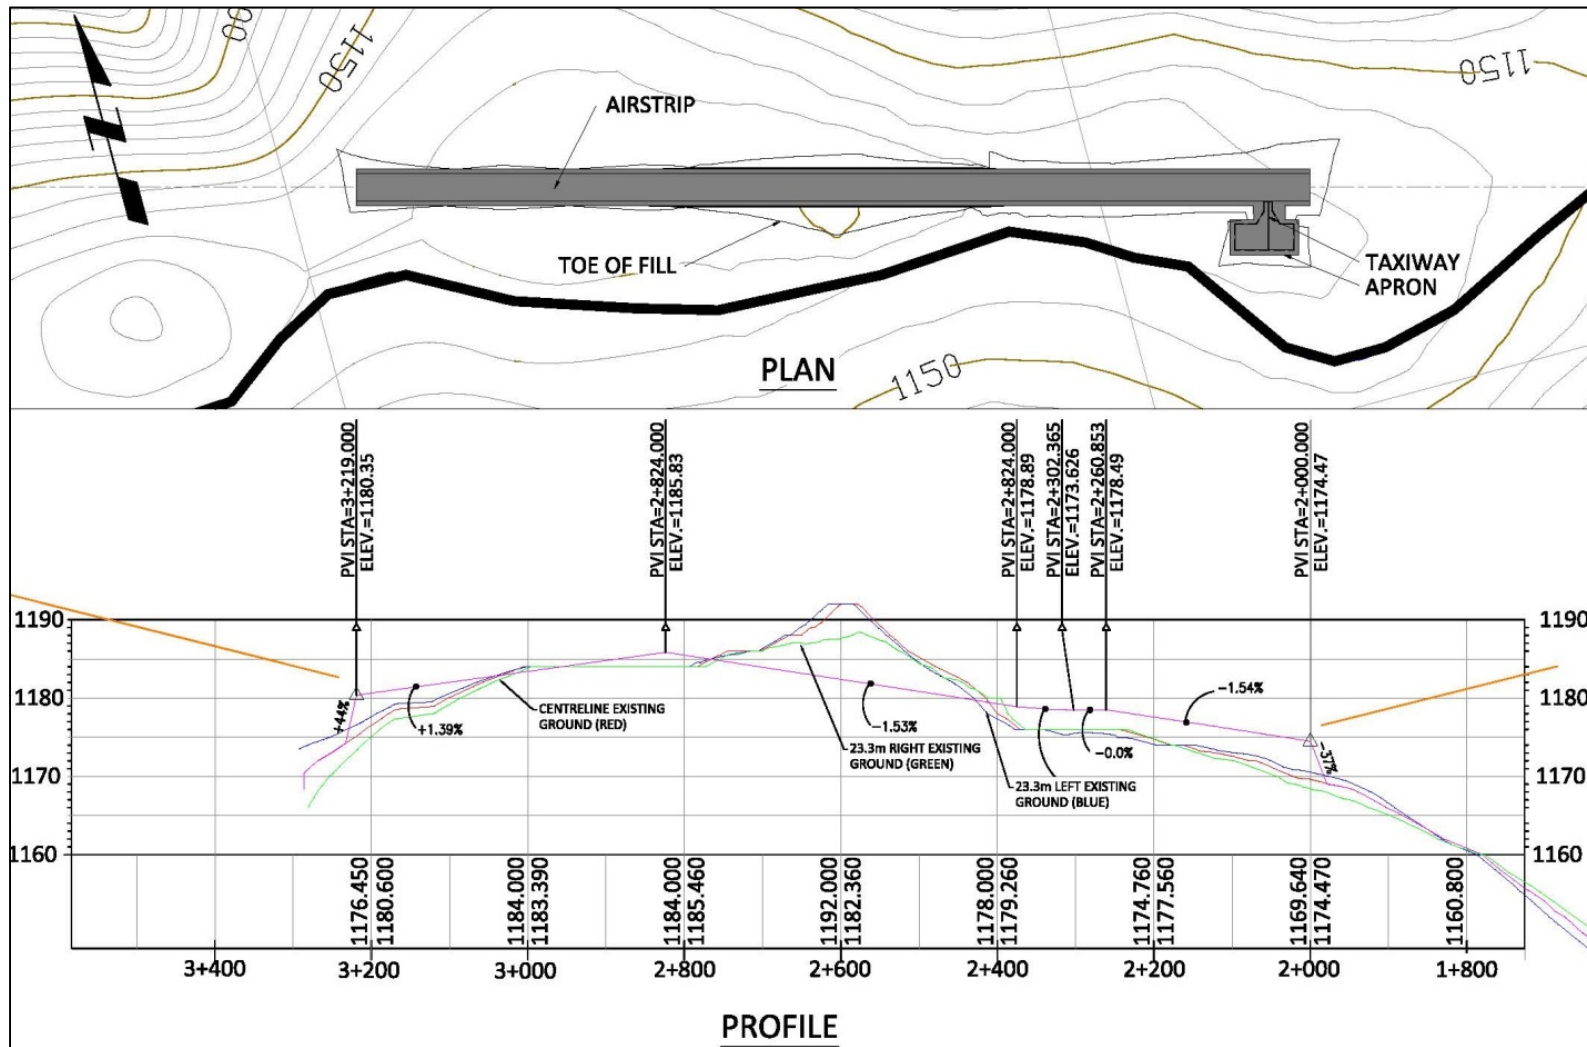 00
1150
1150
AIRSTRIP
TOE OF FILL
TAXIWAY
APRON
1150
PLAN
PVI STA=3+219.000
ELEV.=1180.35
PVI STA=2+824.000
ELEV.=1185.83
PVI STA=2+824.000
ELEV.=1178.89
PVI STA=2+302.365
ELEV.=1173.626
PVI STA=2+260.853
ELEV.=1178.49
PVI STA=2+000.000
ELEV.=1174.47
1190
1180
1170
1160
1190
1180
1170
1160
+44%
+1.39%
CENTRELINE EXISTING
GROUND (RED)
-1.53%
23.3m RIGHT EXISTING
GROUND (GREEN)
23.3m LEFT EXISTING
GROUND (BLUE)
-0.0%
-1.54%
-37%
1176.450
1180.600
1184.000
1183.390
1184.000
1185.460
1192.000
1182.360
1178.000
1179.260
1174.760
1177.560
1169.640
1174.470
1160.800
3+400
3+200
3+000
2+800
2+600
2+400
2+200
2+000
1+800
PROFILE